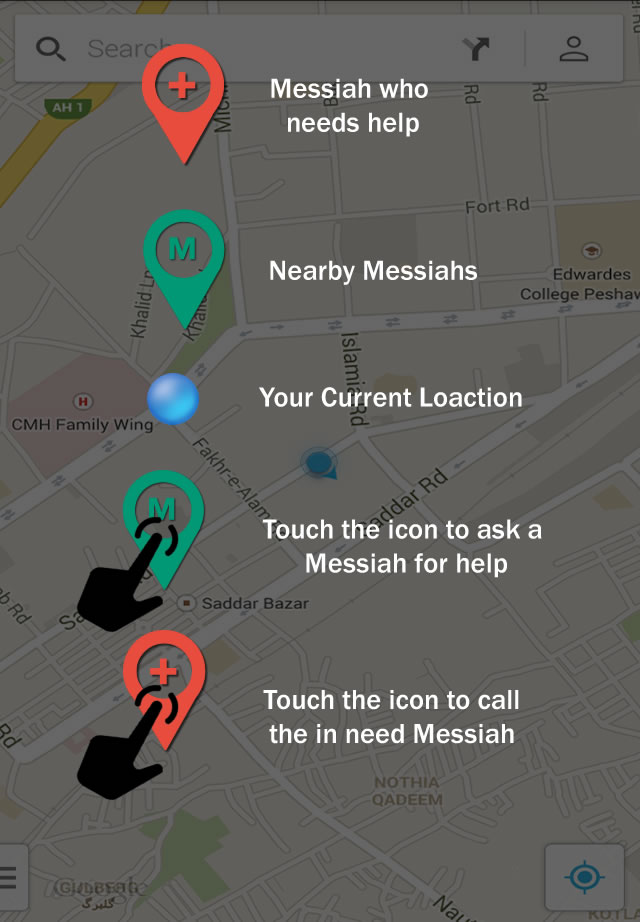 Search
AH 1
Messiah who
needs help
Rd
Rd
Fort Rd
M
Nearby Messiahs
Edwardes
College Peshaw
Khalid Ln
Islamia Rd
H
CMH Family Wing
Your Current Loaction
Fakhr-e-Alam
Saddar Rd
M
Touch the icon to ask a
Messiah for help
Saddar Bazar
Touch the icon to call
the in need Messiah
NOTHIA
QADEEM
GULBERG
گلبرگ